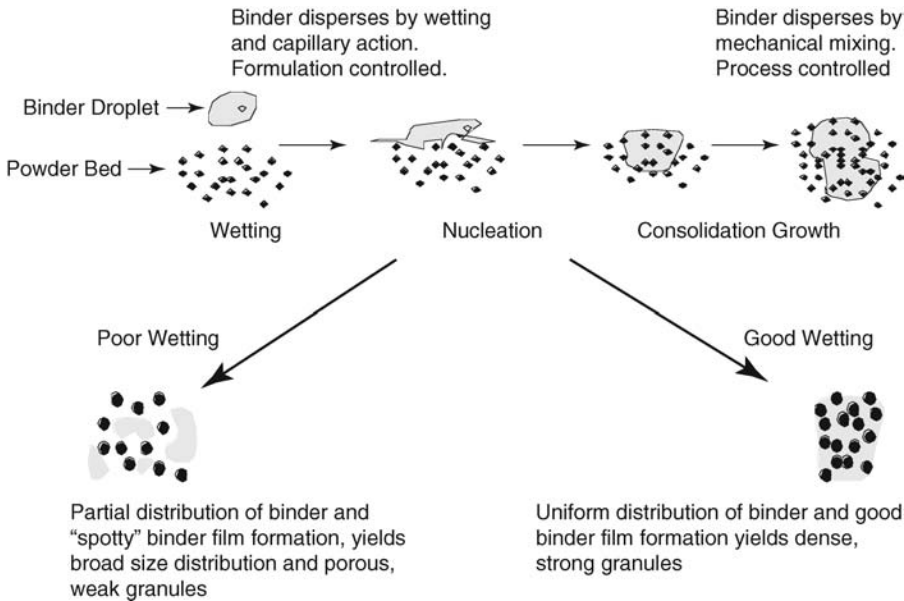 Binder disperses by wetting
and capillary action.
Formulation controlled.
Binder disperses by
mechanical mixing.
Process controlled
Binder Droplet
Powder Bed
Wetting
Nucleation
Consolidation Growth
Poor Wetting
Good Wetting
Partial distribution of binder and
“spotty” binder film formation, yields
broad size distribution and porous,
weak granules
Uniform distribution of binder and good
binder film formation yields dense,
strong granules